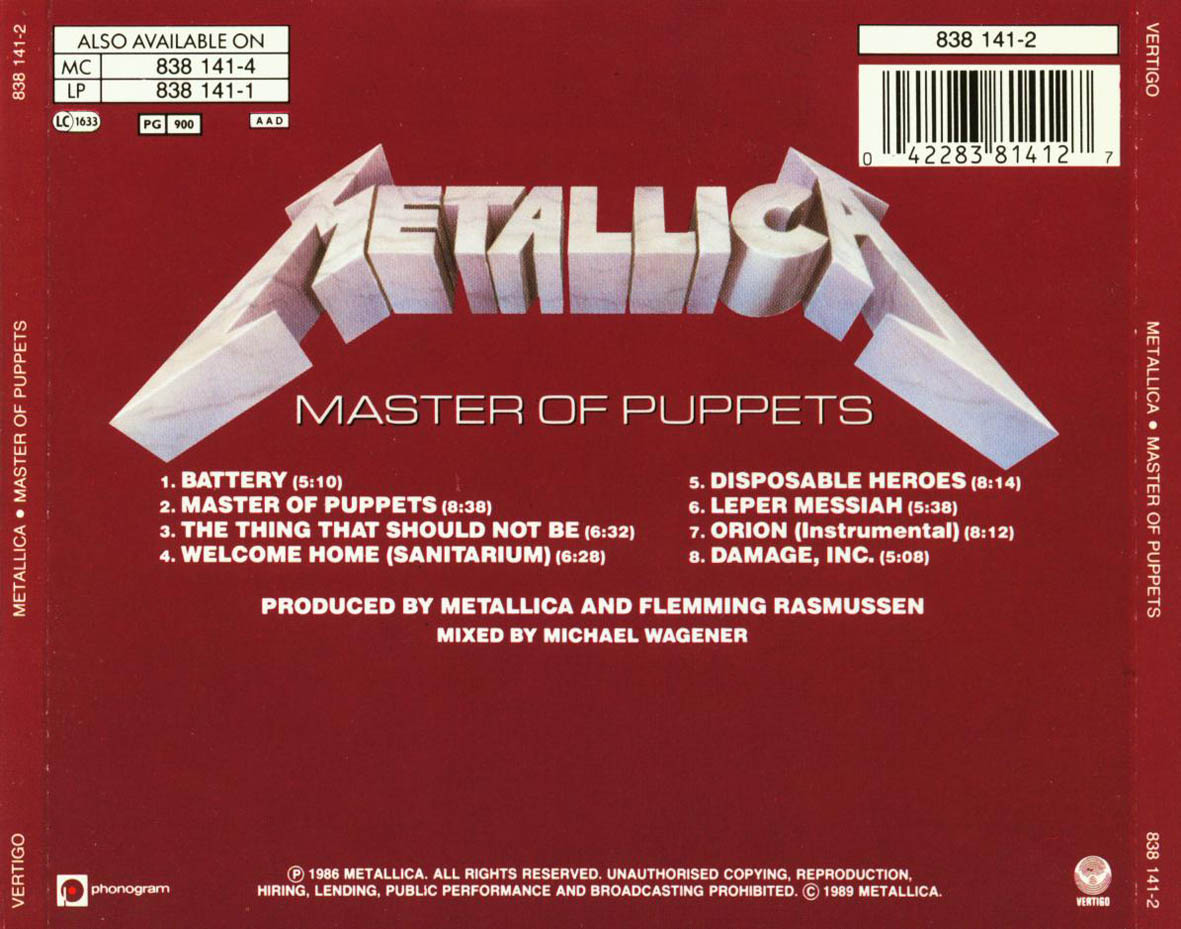 838 141-2
METALLICA • MASTER OF PUPPETS
VERTIGO
ALSO AVAILABLE ON
MC 838 141-4
LP 838 141-1
LC 1633
PG 900
AAD
838 141-2
0 42283 81412 7
METALLICA
MASTER OF PUPPETS
1. BATTERY (5:10)
2. MASTER OF PUPPETS (8:38)
3. THE THING THAT SHOULD NOT BE (6:32)
4. WELCOME HOME (SANITARIUM) (6:28)
5. DISPOSABLE HEROES (8:14)
6. LEPER MESSIAH (5:38)
7. ORION (Instrumental) (8:12)
8. DAMAGE, INC. (5:08)
PRODUCED BY METALLICA AND FLEMMING RASMUSSEN
MIXED BY MICHAEL WAGENER
phonogram
℗ 1986 METALLICA. ALL RIGHTS RESERVED. UNAUTHORISED COPYING, REPRODUCTION,
HIRING, LENDING, PUBLIC PERFORMANCE AND BROADCASTING PROHIBITED. © 1989 METALLICA.
VERTIGO
VERTIGO
METALLICA • MASTER OF PUPPETS
838 141-2